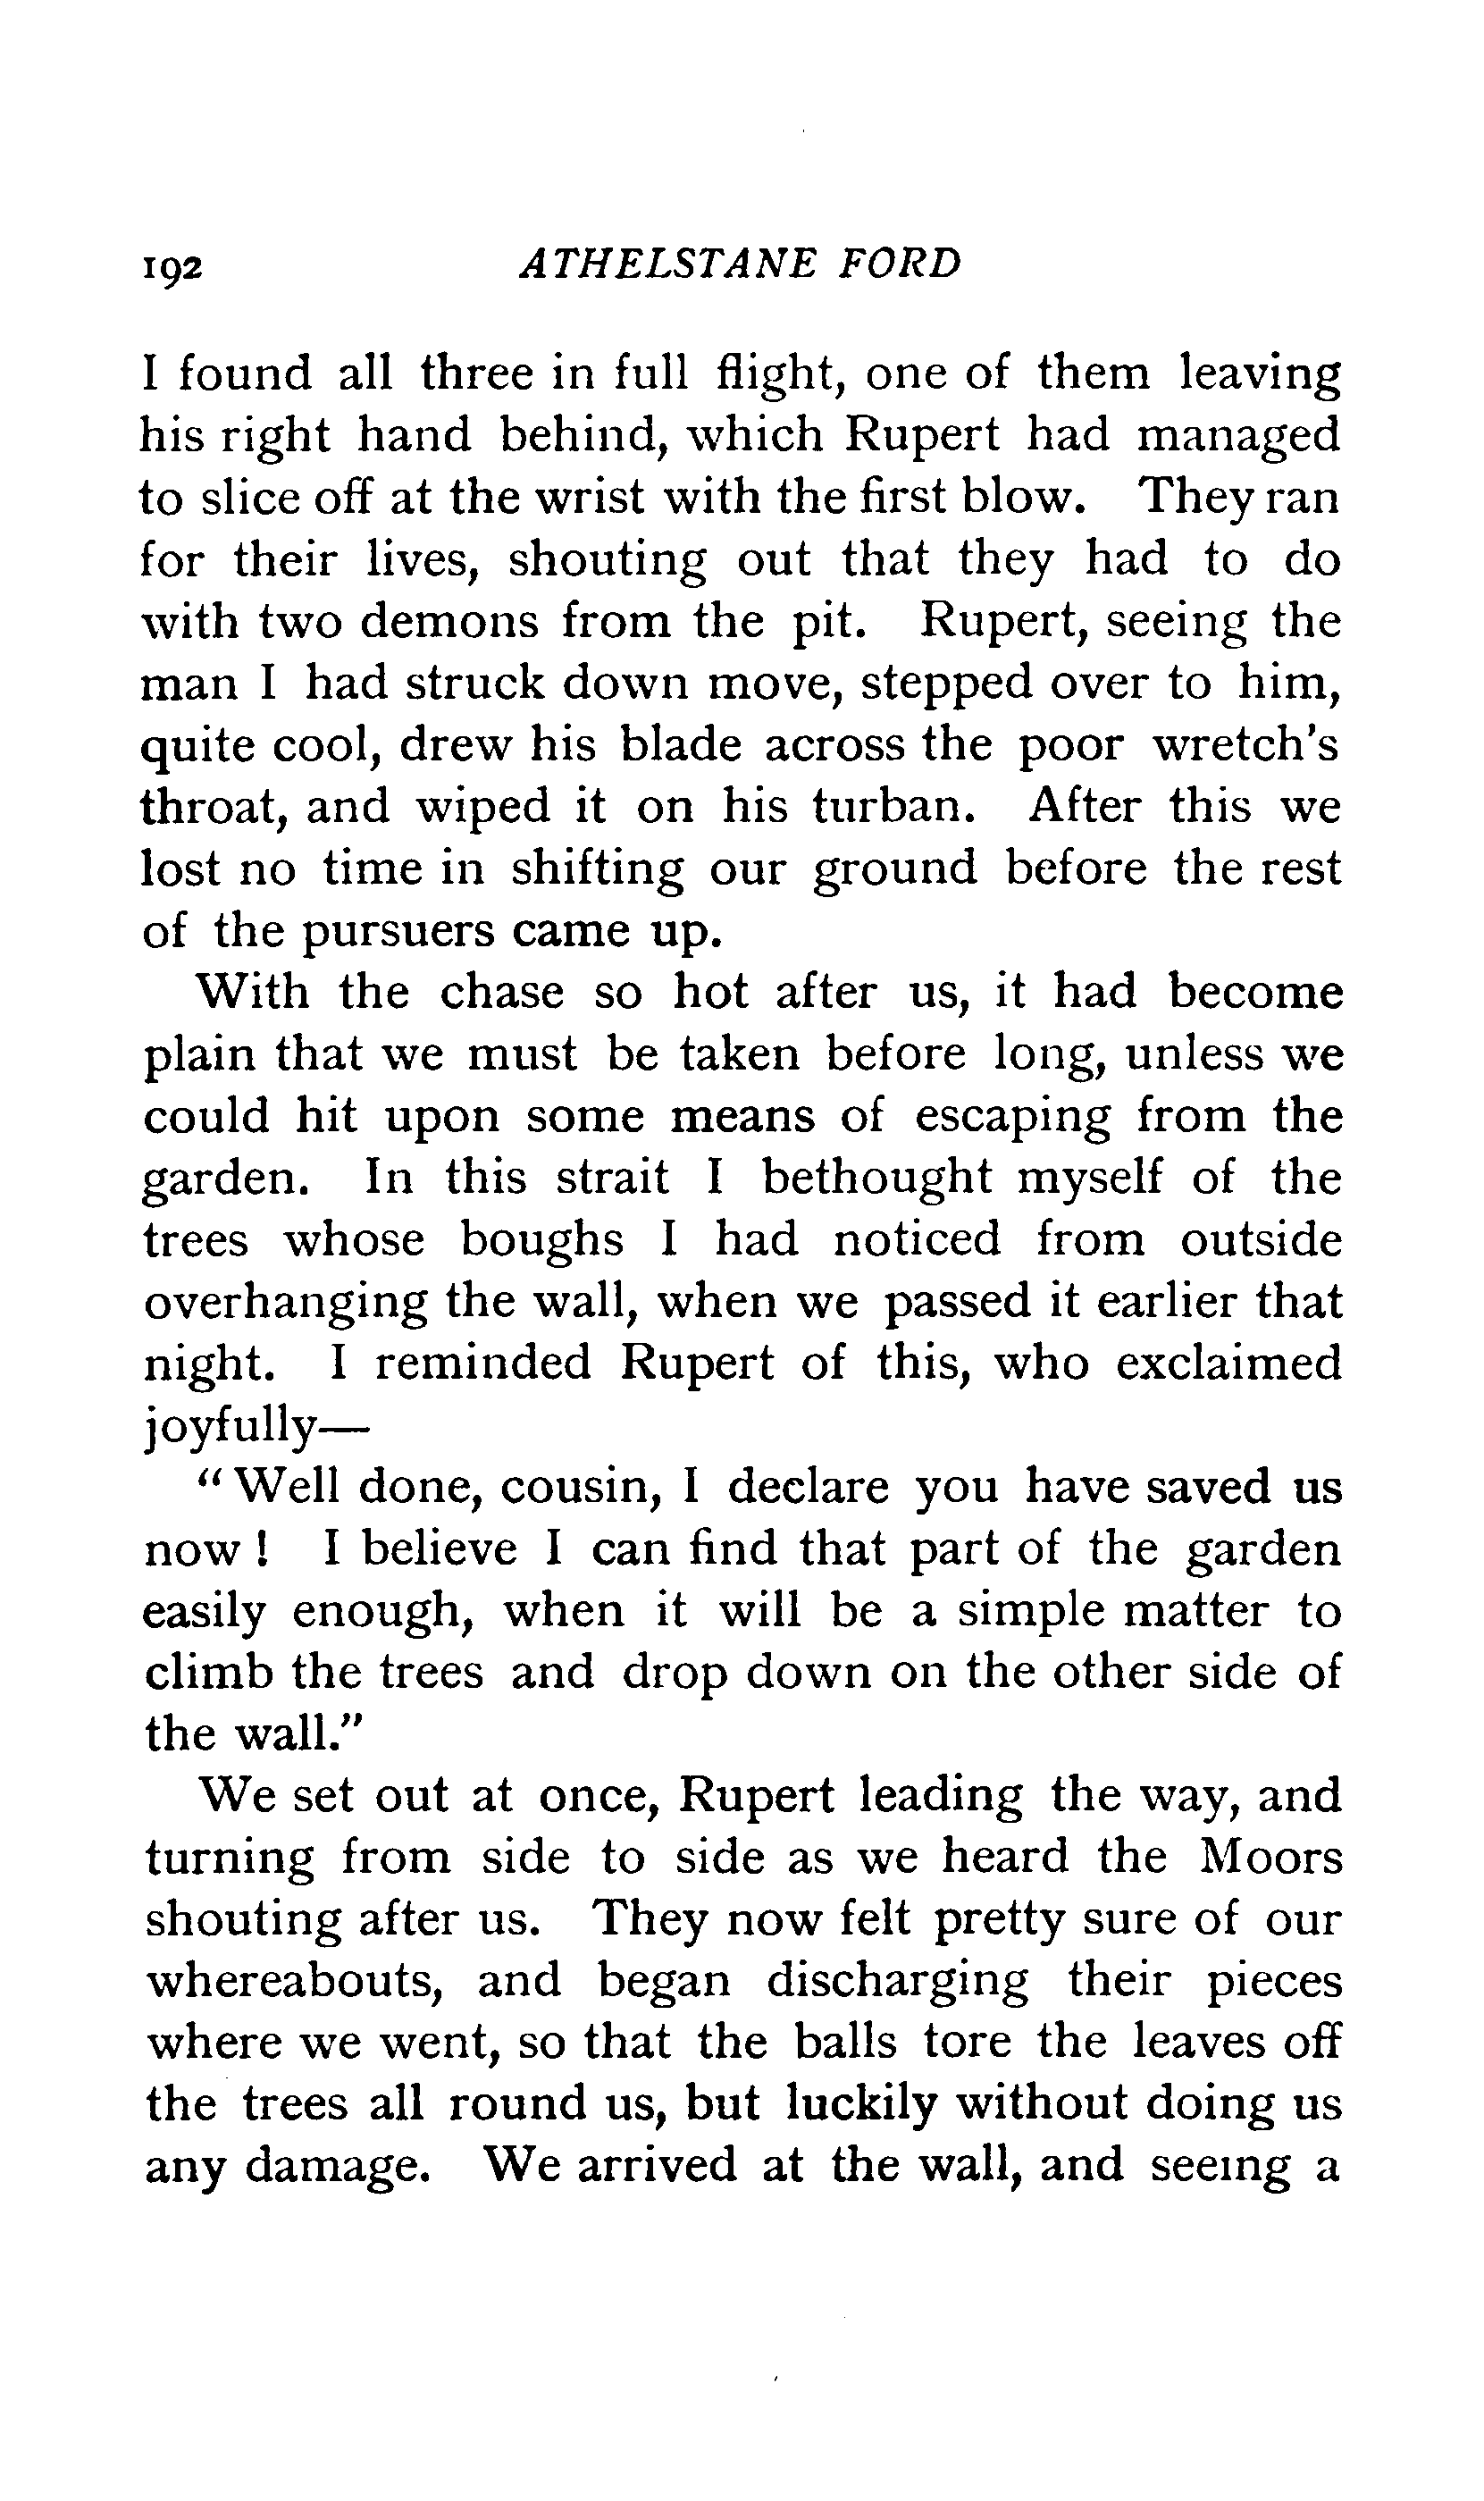 192 ATHELSTANE FORD
I found all three in full flight, one of them leaving
his right hand behind, which Rupert had managed
to slice off at the wrist with the first blow. They ran
for their lives, shouting out that they had to do
with two demons from the pit. Rupert, seeing the
man I had struck down move, stepped over to him,
quite cool, drew his blade across the poor wretch's
throat, and wiped it on his turban. After this we
lost no time in shifting our ground before the rest
of the pursuers came up.
With the chase so hot after us, it had become
plain that we must be taken before long, unless we
could hit upon some means of escaping from the
garden. In this strait I bethought myself of the
trees whose boughs I had noticed from outside
overhanging the wall, when we passed it earlier that
night. I reminded Rupert of this, who exclaimed
joyfully—
"Well done, cousin, I declare you have saved us
now! I believe I can find that part of the garden
easily enough, when it will be a simple matter to
climb the trees and drop down on the other side of
the wall."
We set out at once, Rupert leading the way, and
turning from side to side as we heard the Moors
shouting after us. They now felt pretty sure of our
whereabouts, and began discharging their pieces
where we went, so that the balls tore the leaves off
the trees all round us, but luckily without doing us
any damage. We arrived at the wall, and seeing a